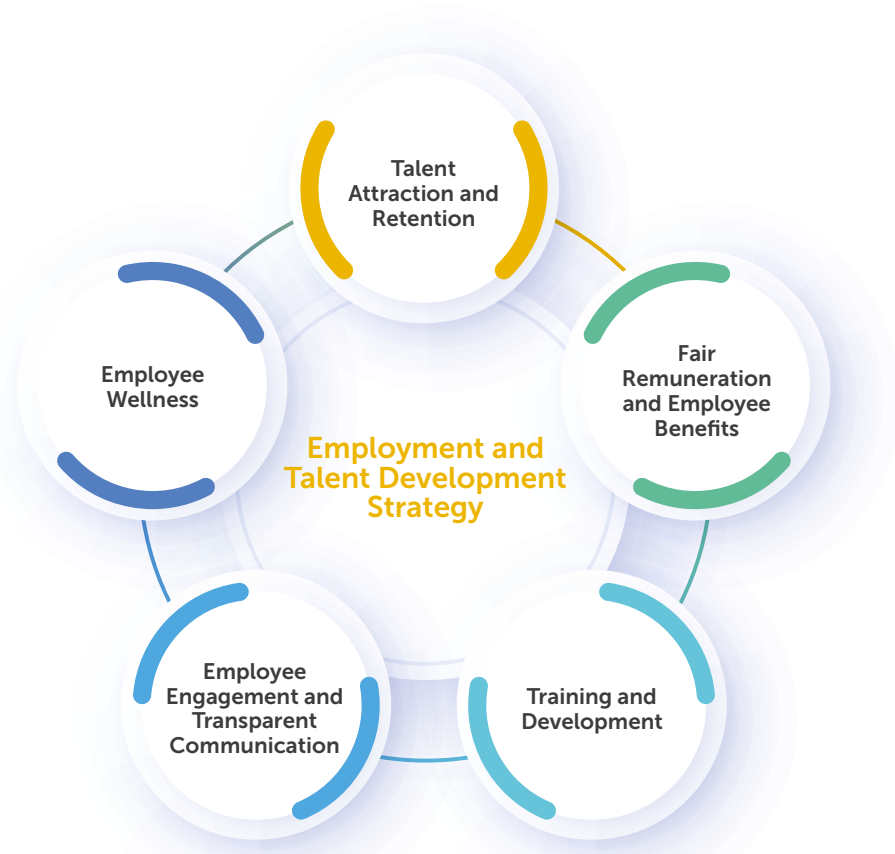 Talent
Attraction and
Retention
Fair
Remuneration
and Employee
Benefits
Training and
Development
Employee
Engagement and
Transparent
Communication
Employee
Wellness
Employment and
Talent Development
Strategy